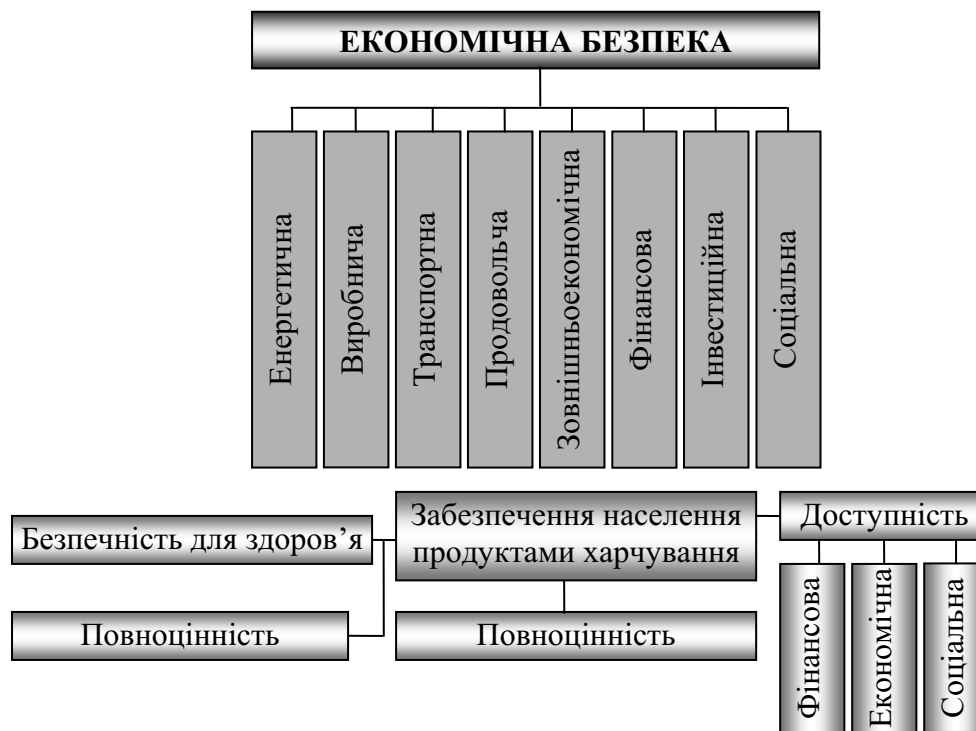 ЕКОНОМІЧНА БЕЗПЕКА
Енергетична
Виробнича
Транспортна
Продовольча
Зовнішньоекономічна
Фінансова
Інвестиційна
Соціальна
Безпечність для здоров’я
Забезпечення населення
продуктами харчування
Доступність
Повноцінність
Повноцінність
Фінансова
Економічна
Соціальна